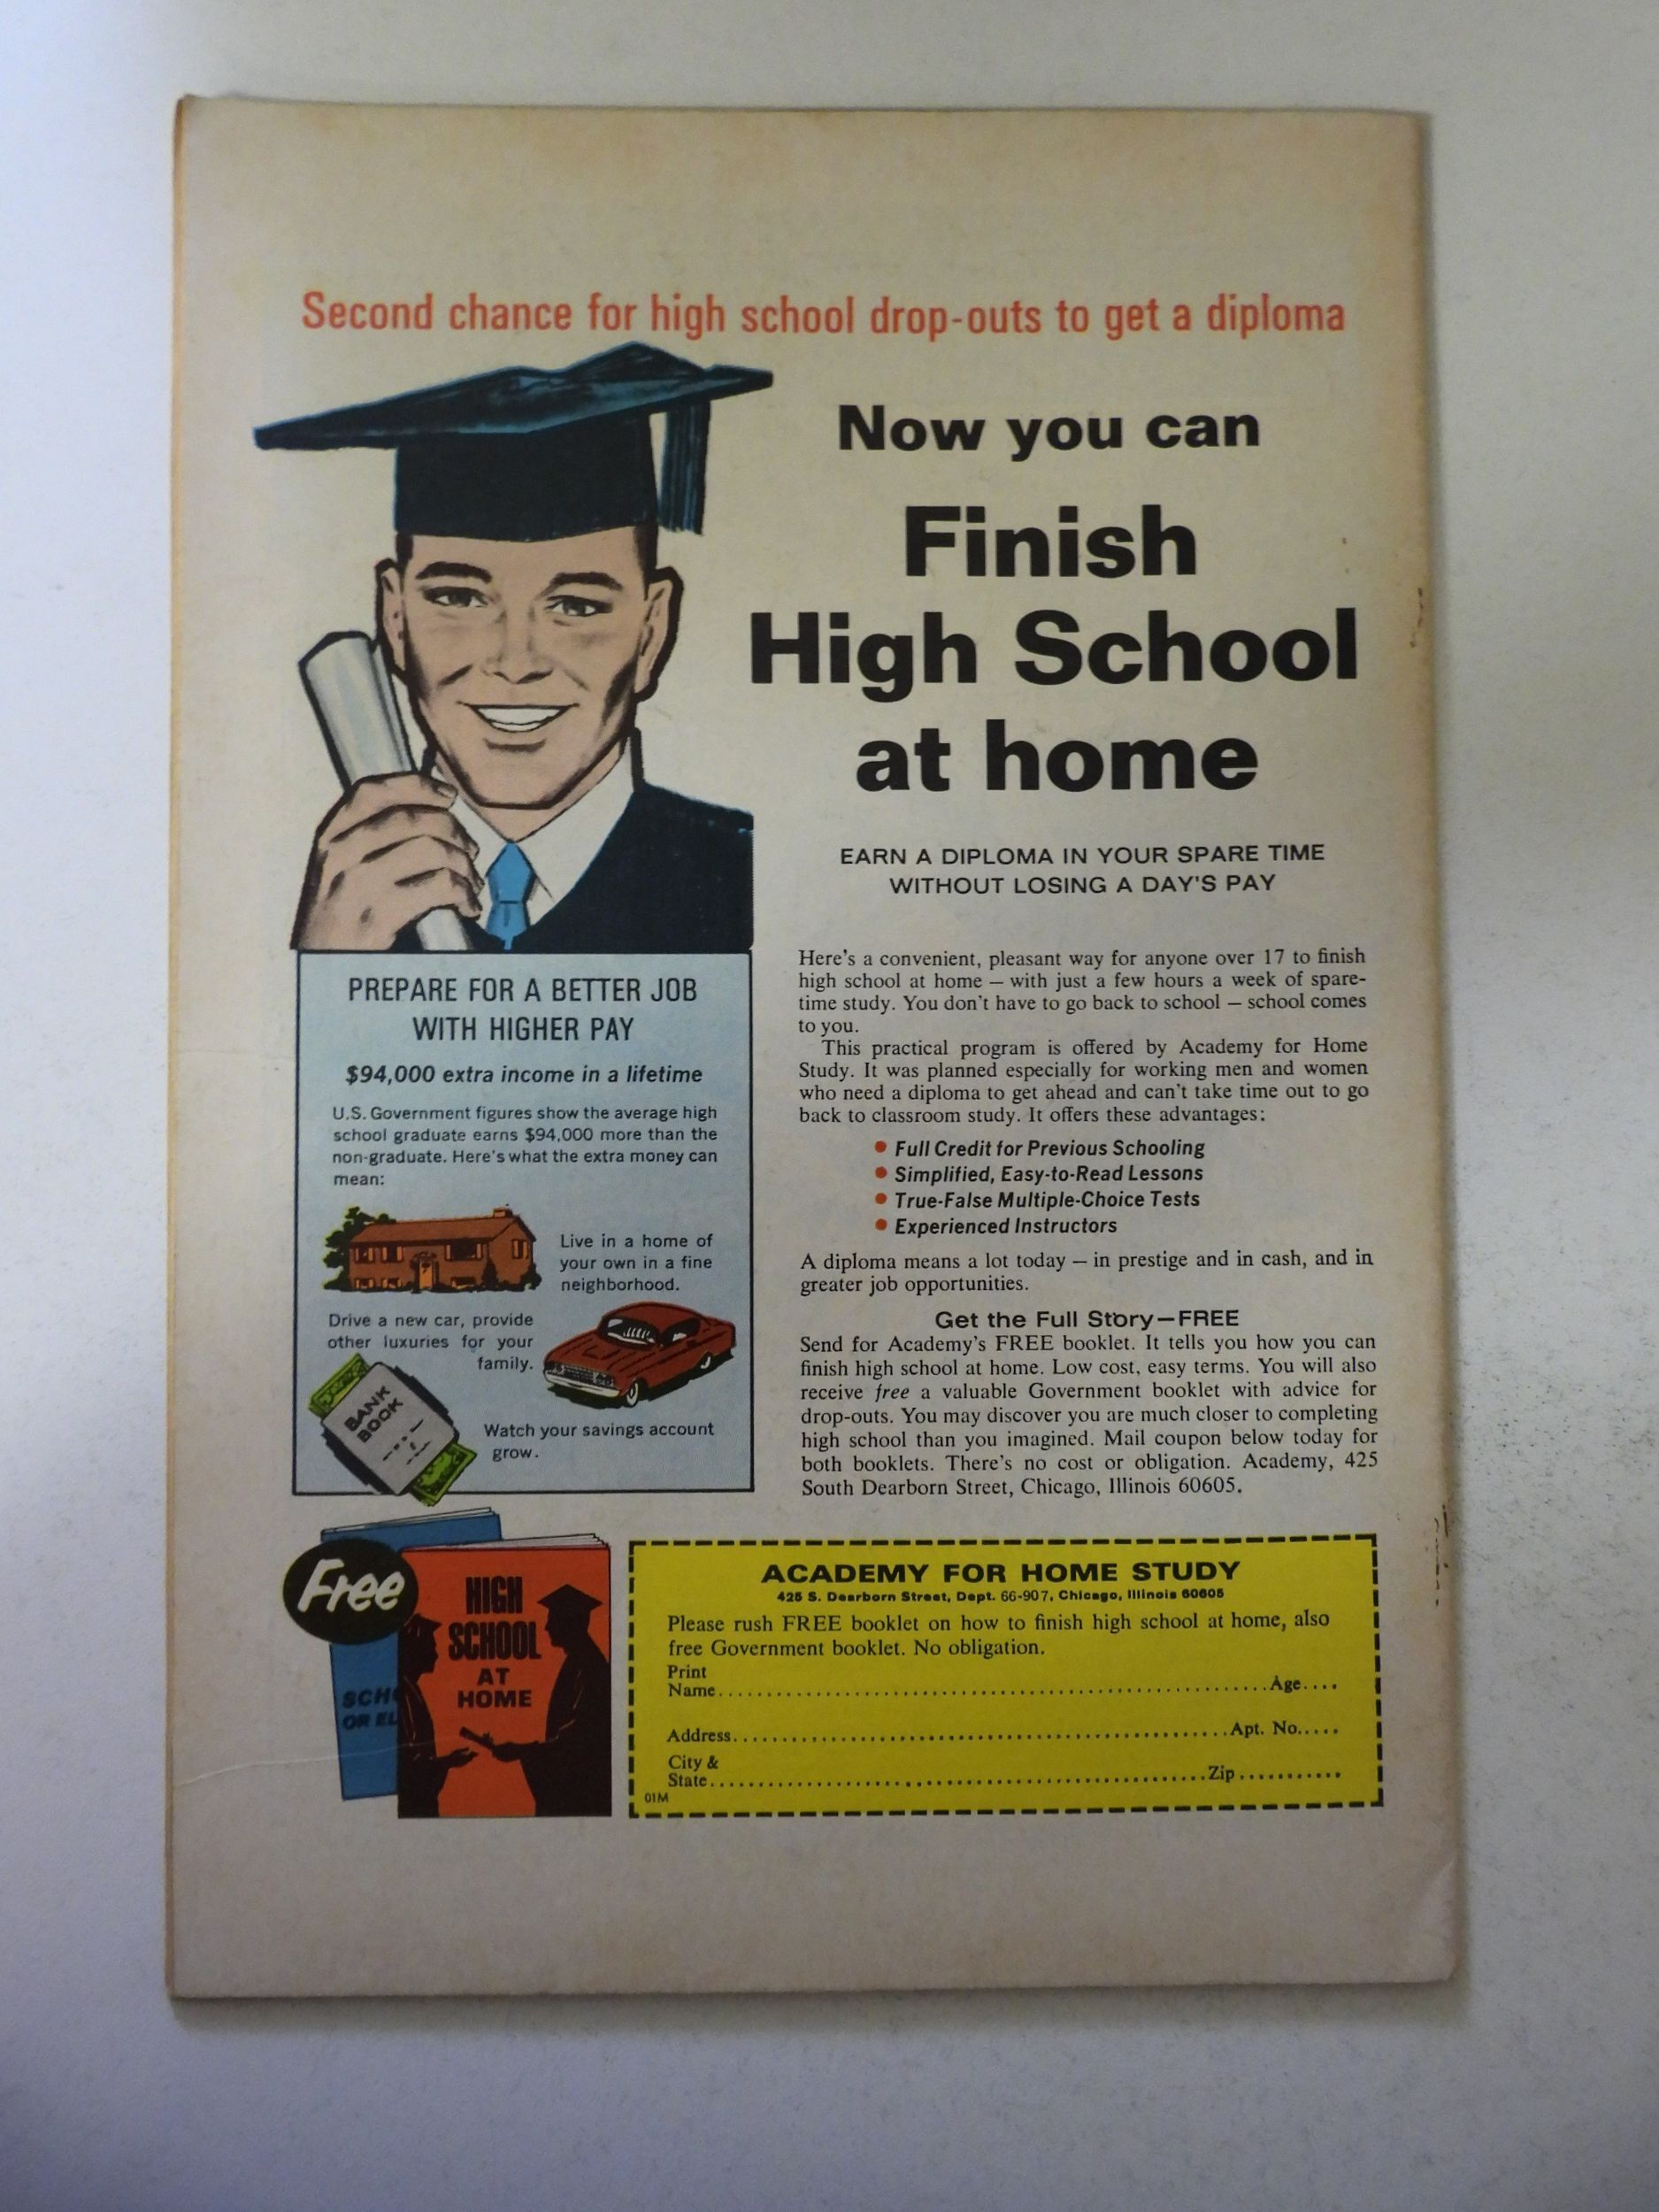 Second chance for high school drop-outs to get a diploma
Now you can
Finish
High School
at home
EARN A DIPLOMA IN YOUR SPARE TIME
WITHOUT LOSING A DAY'S PAY
PREPARE FOR A BETTER JOB
WITH HIGHER PAY
$94,000 extra income in a lifetime
U.S. Government figures show the average high
school graduate earns $94,000 more than the
non-graduate. Here's what the extra money can
mean:
Live in a home of
your own in a fine
neighborhood.
Drive a new car, provide
other luxuries for your
family.
BANK
BOOK
Watch your savings account
grow.
Here's a convenient, pleasant way for anyone over 17 to finish
high school at home — with just a few hours a week of spare-
time study. You don't have to go back to school — school comes
to you.
This practical program is offered by Academy for Home
Study. It was planned especially for working men and women
who need a diploma to get ahead and can't take time out to go
back to classroom study. It offers these advantages:
• Full Credit for Previous Schooling
• Simplified, Easy-to-Read Lessons
• True-False Multiple-Choice Tests
• Experienced Instructors
A diploma means a lot today — in prestige and in cash, and in
greater job opportunities.
Get the Full Story—FREE
Send for Academy's FREE booklet. It tells you how you can
finish high school at home. Low cost, easy terms. You will also
receive free a valuable Government booklet with advice for
drop-outs. You may discover you are much closer to completing
high school than you imagined. Mail coupon below today for
both booklets. There's no cost or obligation. Academy, 425
South Dearborn Street, Chicago, Illinois 60605.
Free
SCH
OR EL
HIGH
SCHOOL
AT
HOME
ACADEMY FOR HOME STUDY
425 S. Dearborn Street, Dept. 66-907, Chicago, Illinois 60605
Please rush FREE booklet on how to finish high school at home, also
free Government booklet. No obligation.
Print
Name.......................................................Age....
Address.................................................Apt. No.....
City &
State.................................................Zip...........
01M